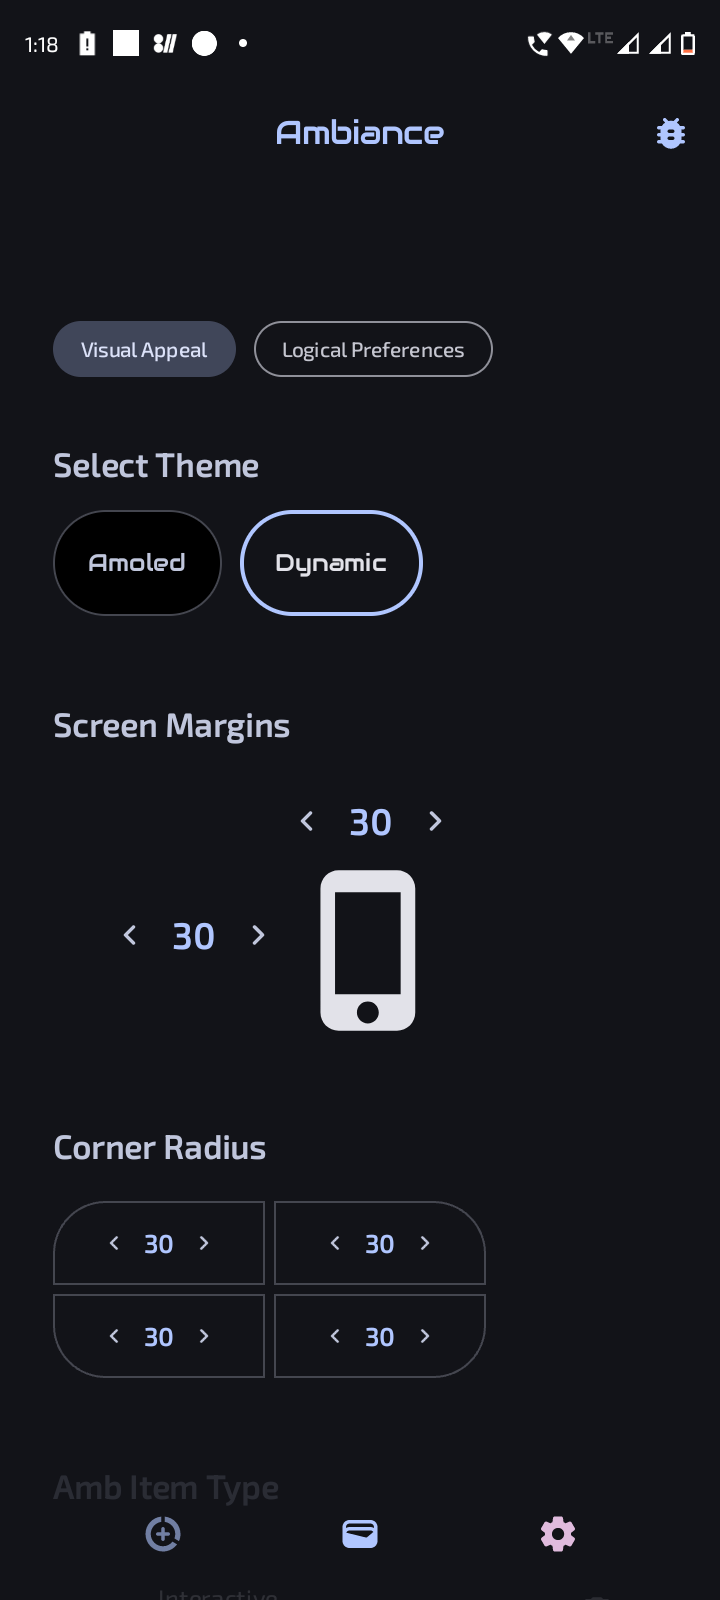 1:18
LTE
Ambiance
Visual Appeal
Logical Preferences
Select Theme
Amoled
Dynamic
Screen Margins
30
30
Corner Radius
30
30
30
30
Amb Item Type
Interactive